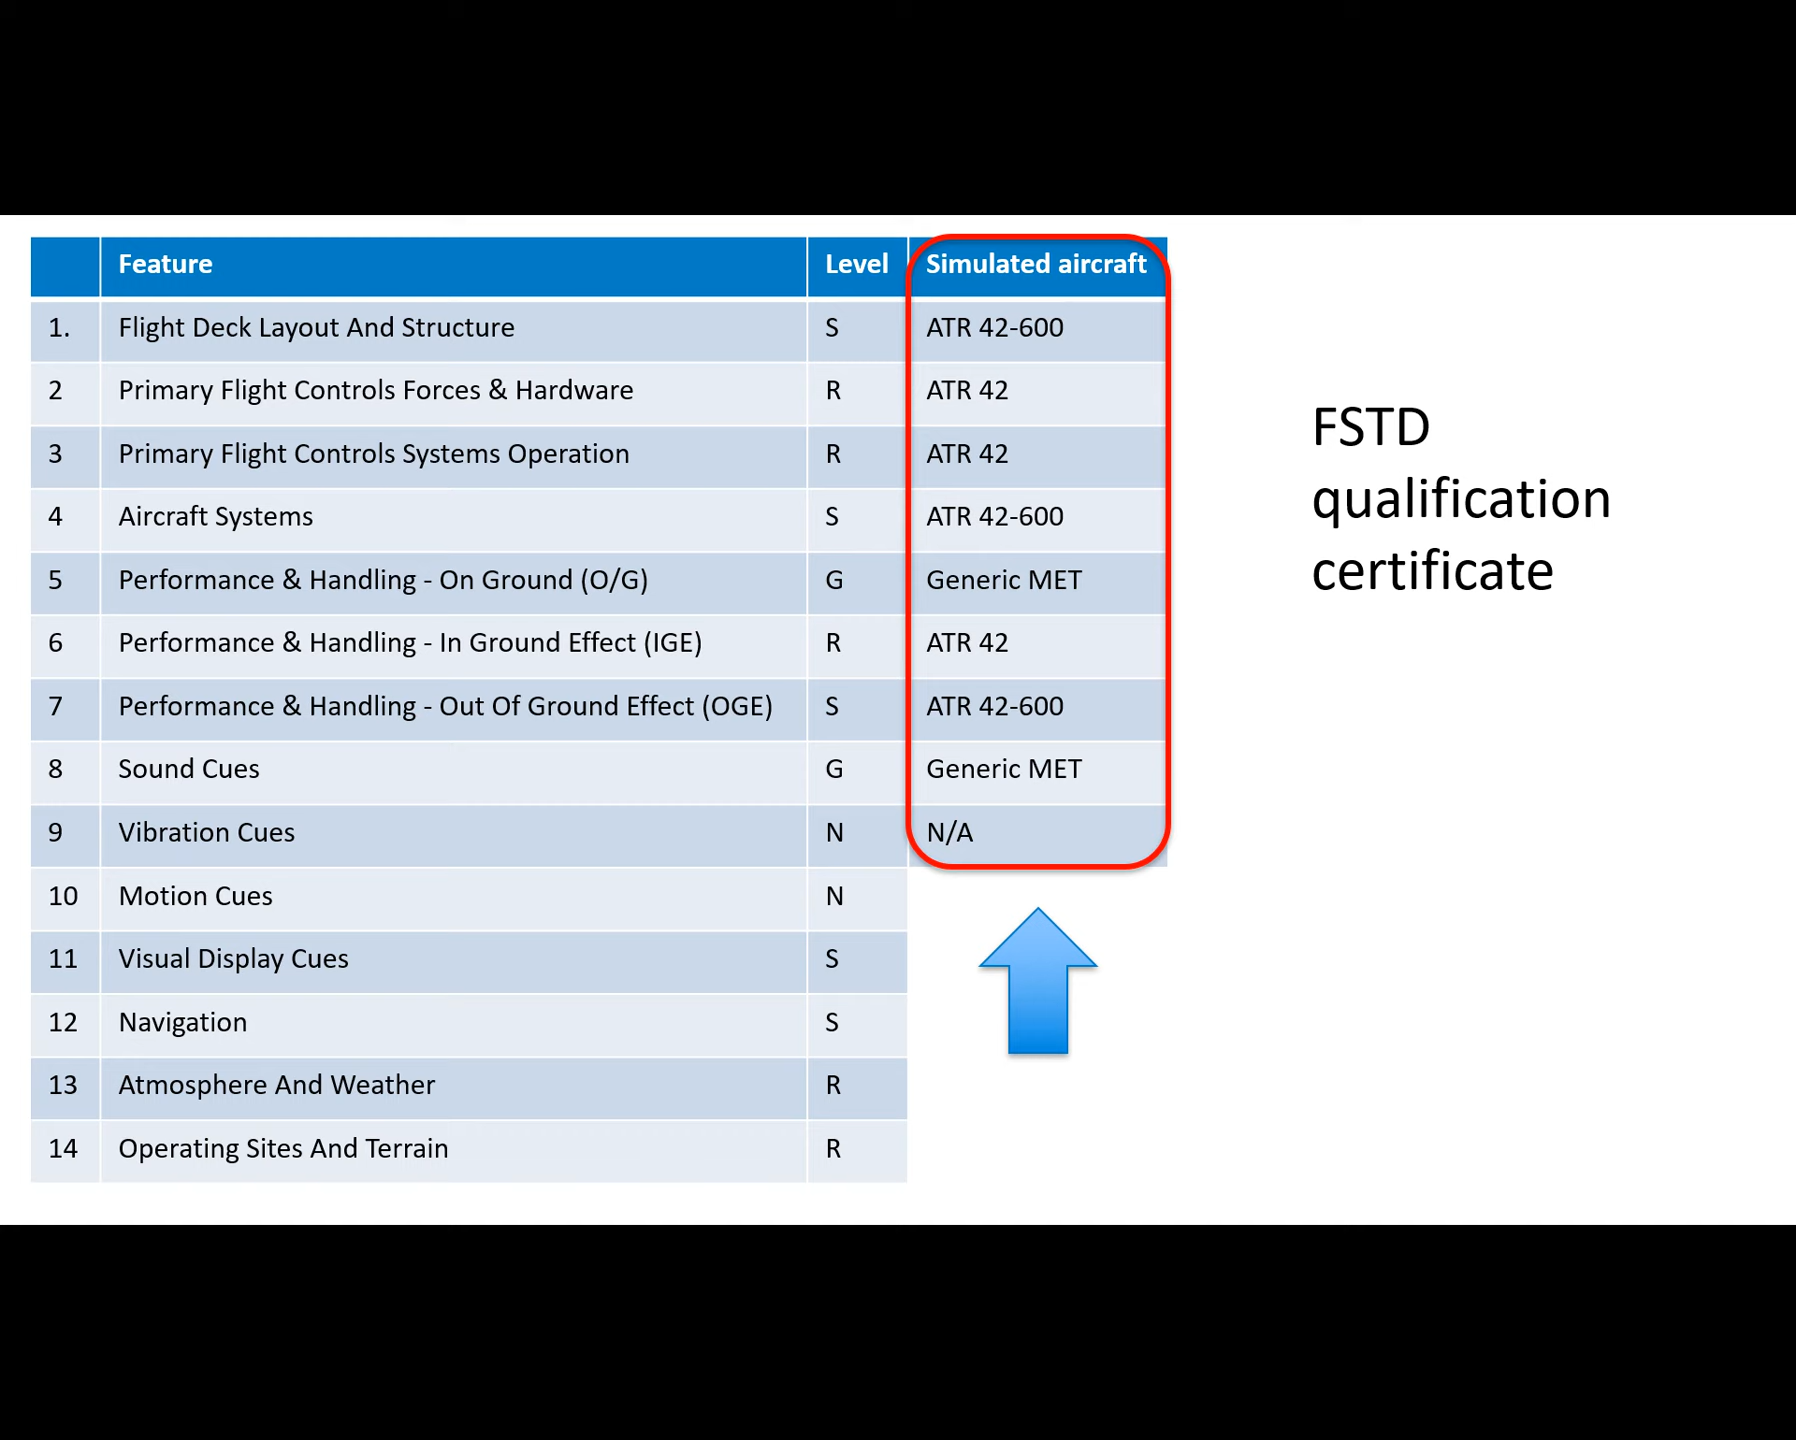 Feature Level Simulated aircraft
1. Flight Deck Layout And Structure S ATR 42-600
2 Primary Flight Controls Forces & Hardware R ATR 42
3 Primary Flight Controls Systems Operation R ATR 42
4 Aircraft Systems S ATR 42-600
5 Performance & Handling - On Ground (O/G) G Generic MET
6 Performance & Handling - In Ground Effect (IGE) R ATR 42
7 Performance & Handling - Out Of Ground Effect (OGE) S ATR 42-600
8 Sound Cues G Generic MET
9 Vibration Cues N N/A
10 Motion Cues N
11 Visual Display Cues S
12 Navigation S
13 Atmosphere And Weather R
14 Operating Sites And Terrain R
FSTD
qualification
certificate